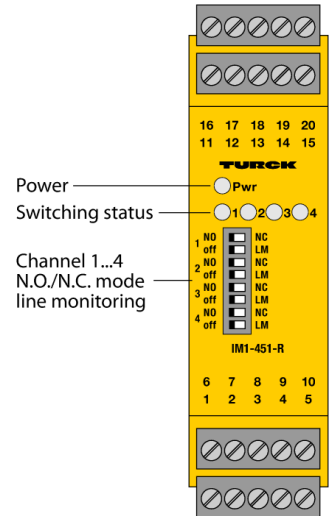 16 17 18 19 20
11 12 13 14 15
TURCK
Power
Pwr
Switching status
1 2 3 4
Channel 1...4
N.O./N.C. mode
line monitoring
1 NO NC
off LM
2 NO NC
off LM
3 NO NC
off LM
4 NO NC
off LM
IM1-451-R
6 7 8 9 10
1 2 3 4 5